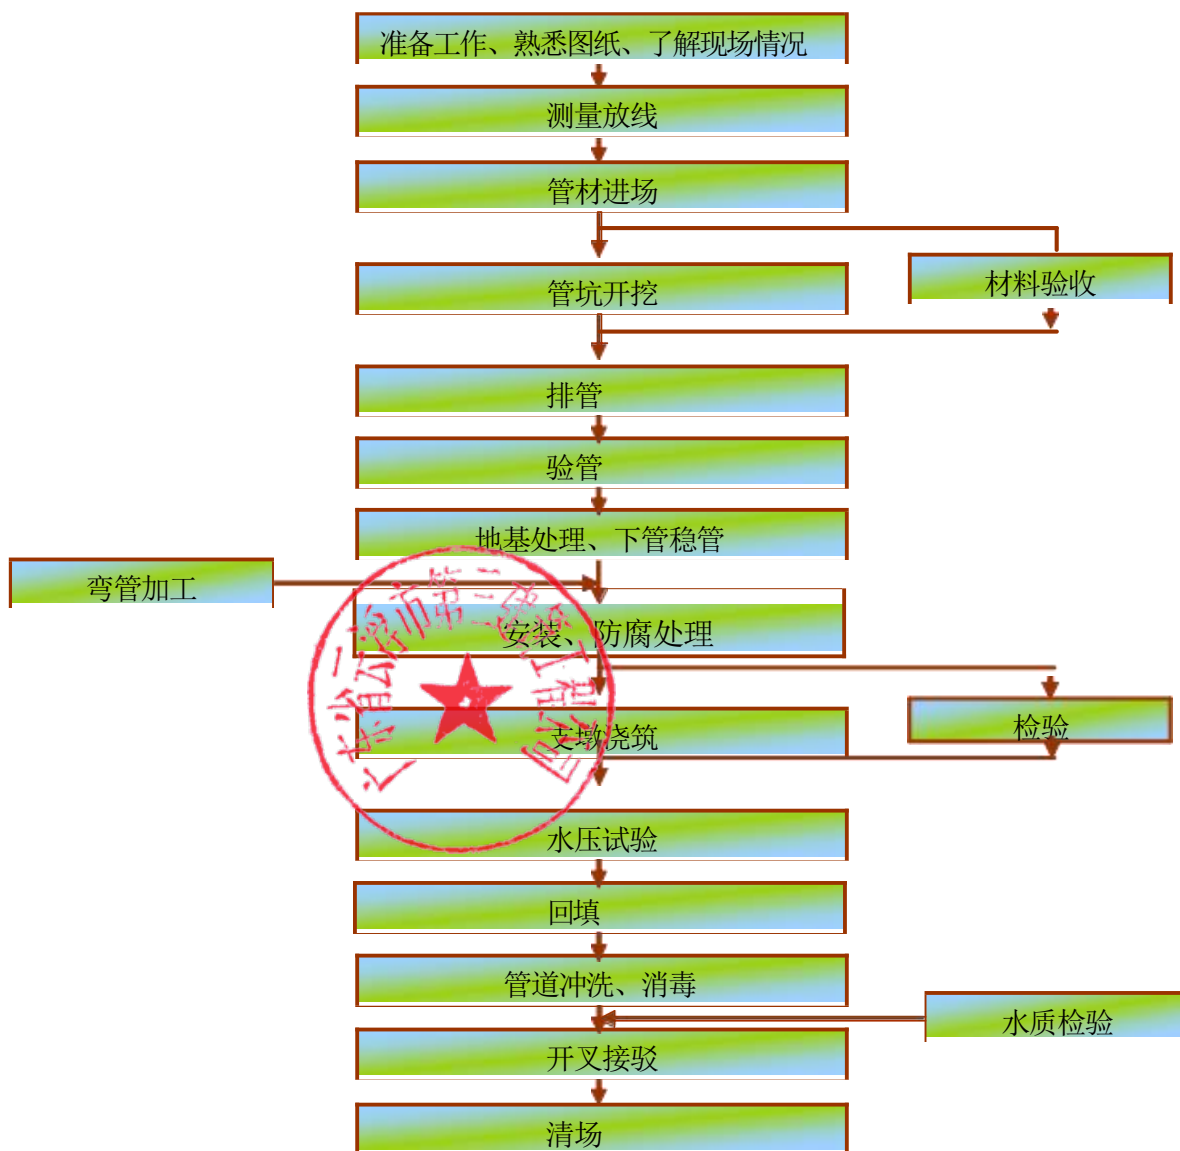 准备工作、熟悉图纸、了解现场情况
测量放线
管材进场
管坑开挖
材料验收
排管
验管
地基处理、下管稳管
弯管加工
安装、防腐处理
支墩浇筑
检验
水压试验
回填
管道冲洗、消毒
水质检验
开叉接驳
清场